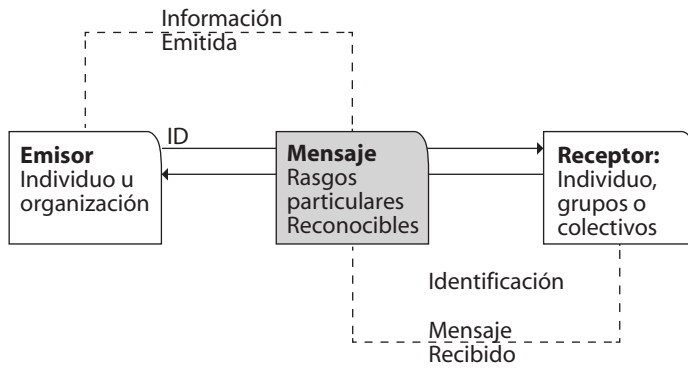 Información
Emitida
ID
Emisor
Individuo u
organización
Mensaje
Rasgos
particulares
Reconocibles
Receptor:
Individuo,
grupos o
colectivos
Identificación
Mensaje
Recibido